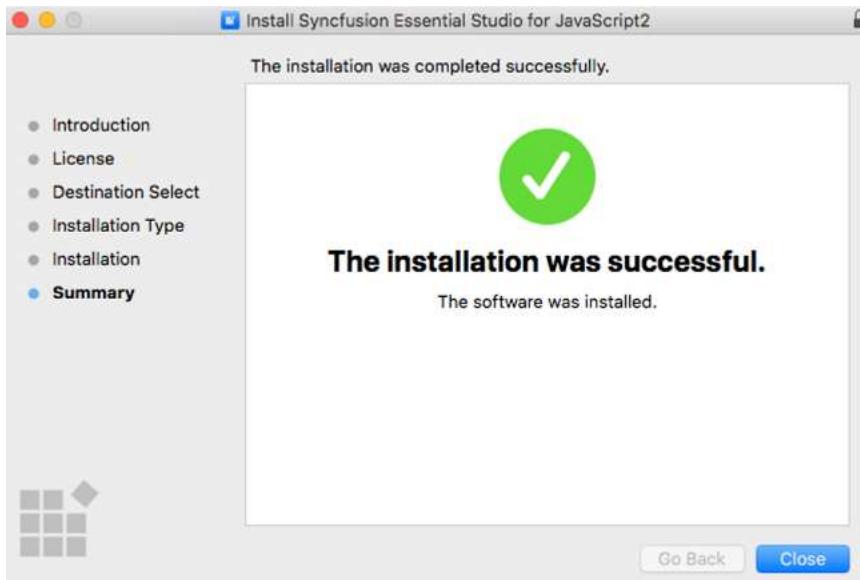 Install Syncfusion Essential Studio for JavaScript2
The installation was completed successfully.
Introduction
License
Destination Select
Installation Type
Installation
Summary
The installation was successful.
The software was installed.
Go Back
Close